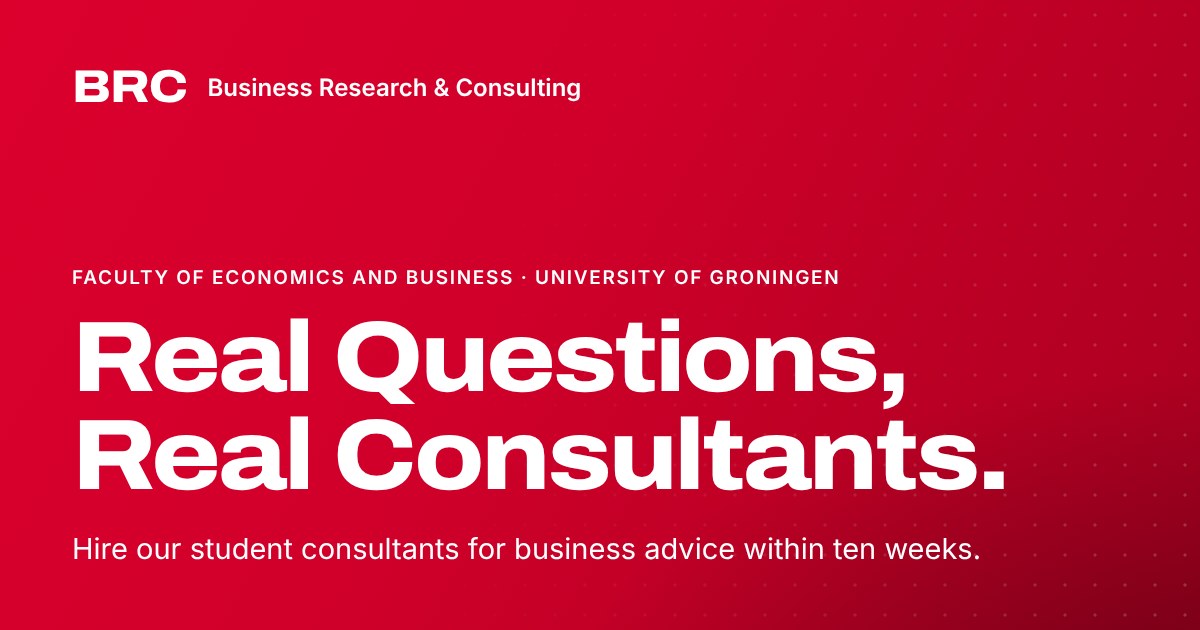 BRC Business Research & Consulting
FACULTY OF ECONOMICS AND BUSINESS · UNIVERSITY OF GRONINGEN
Real Questions,
Real Consultants.
Hire our student consultants for business advice within ten weeks.